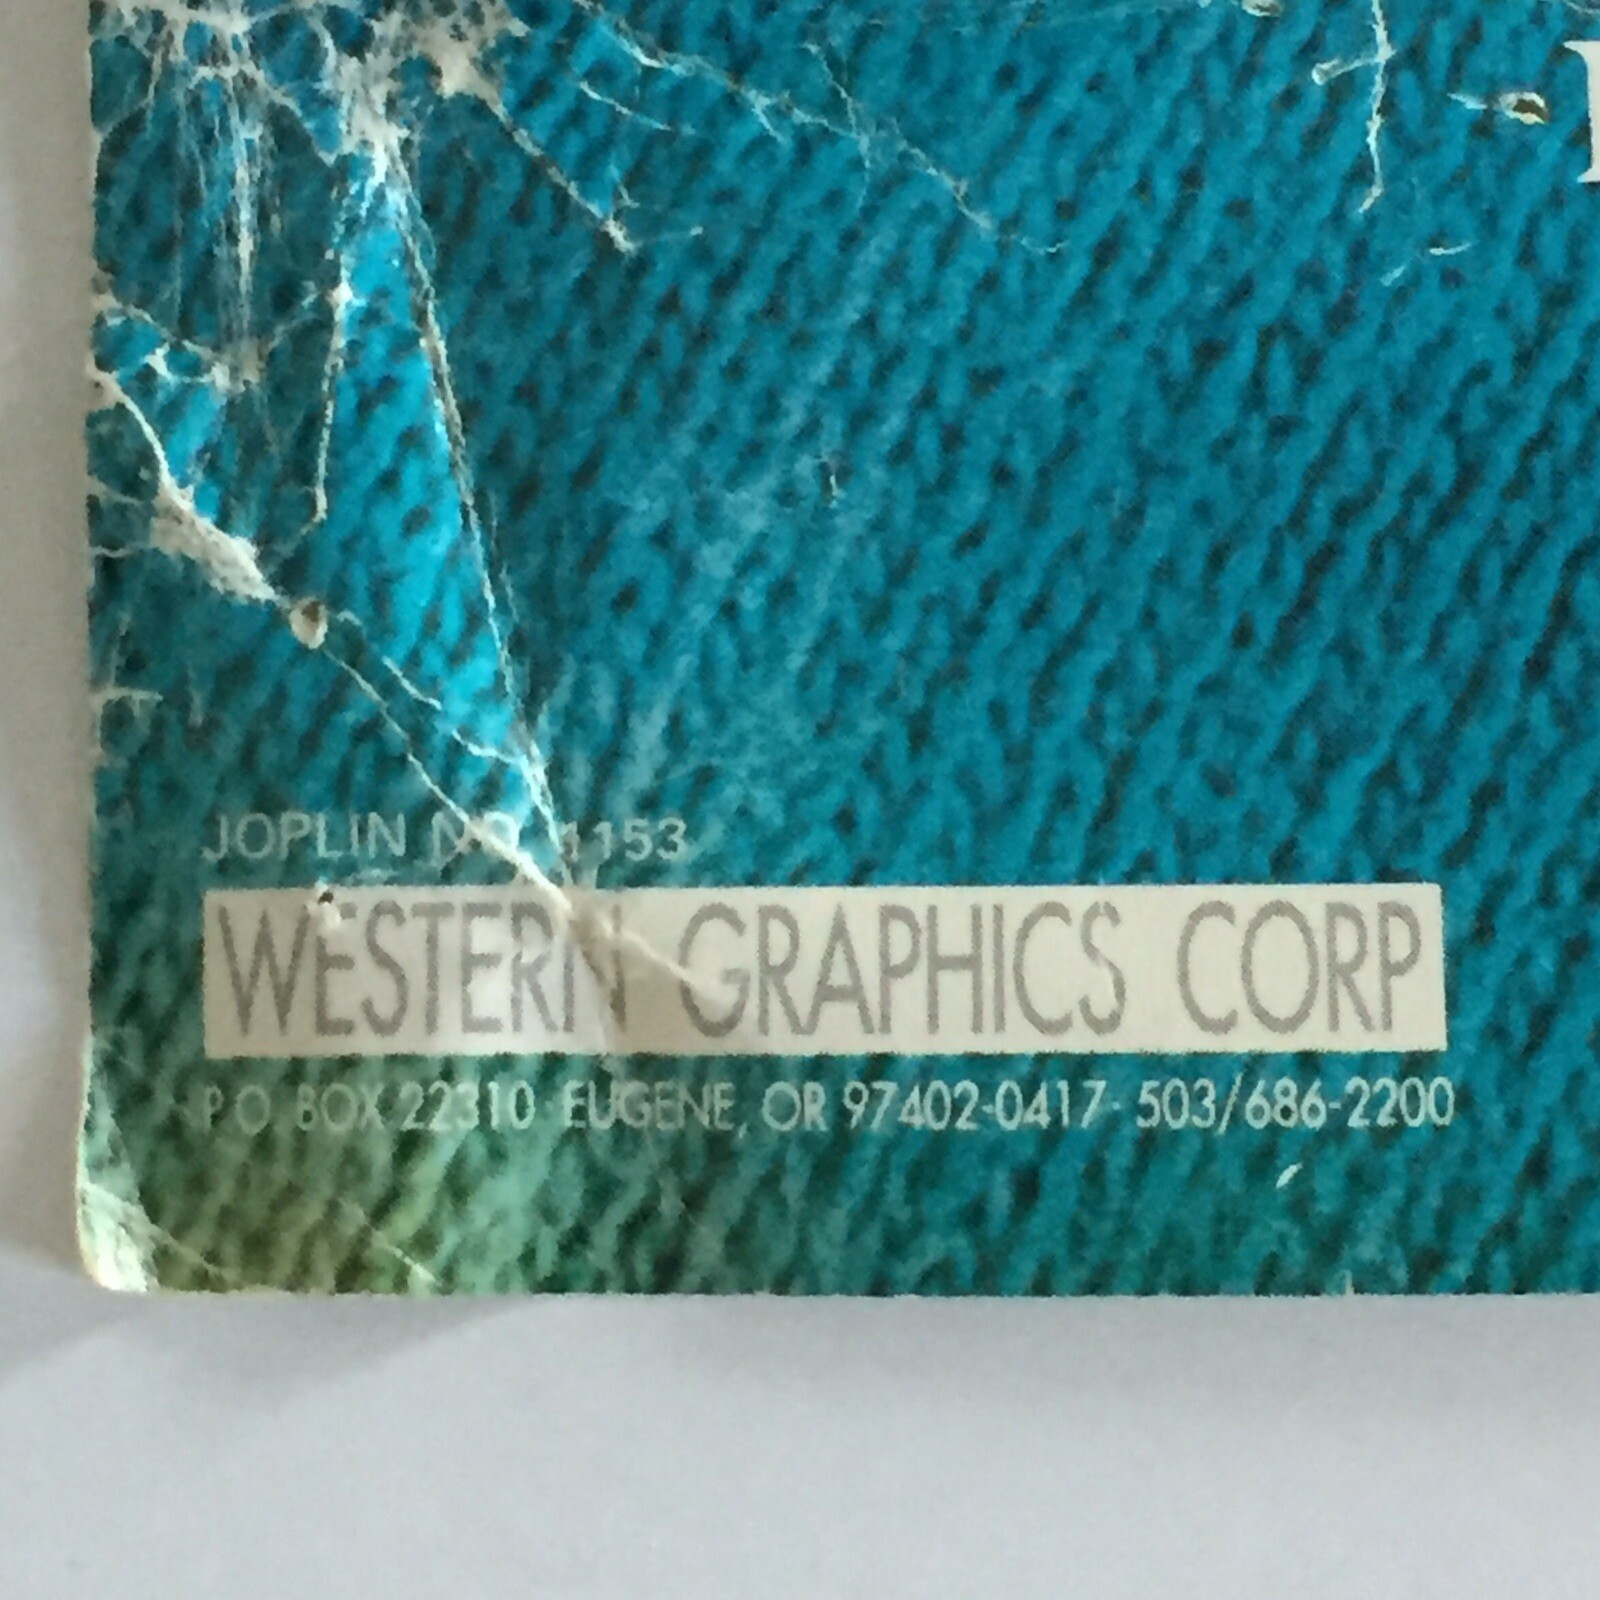 JOPLIN NO. 1153
WESTERN GRAPHICS CORP
P.O. BOX 22310 EUGENE, OR 97402-0417 503/686-2200